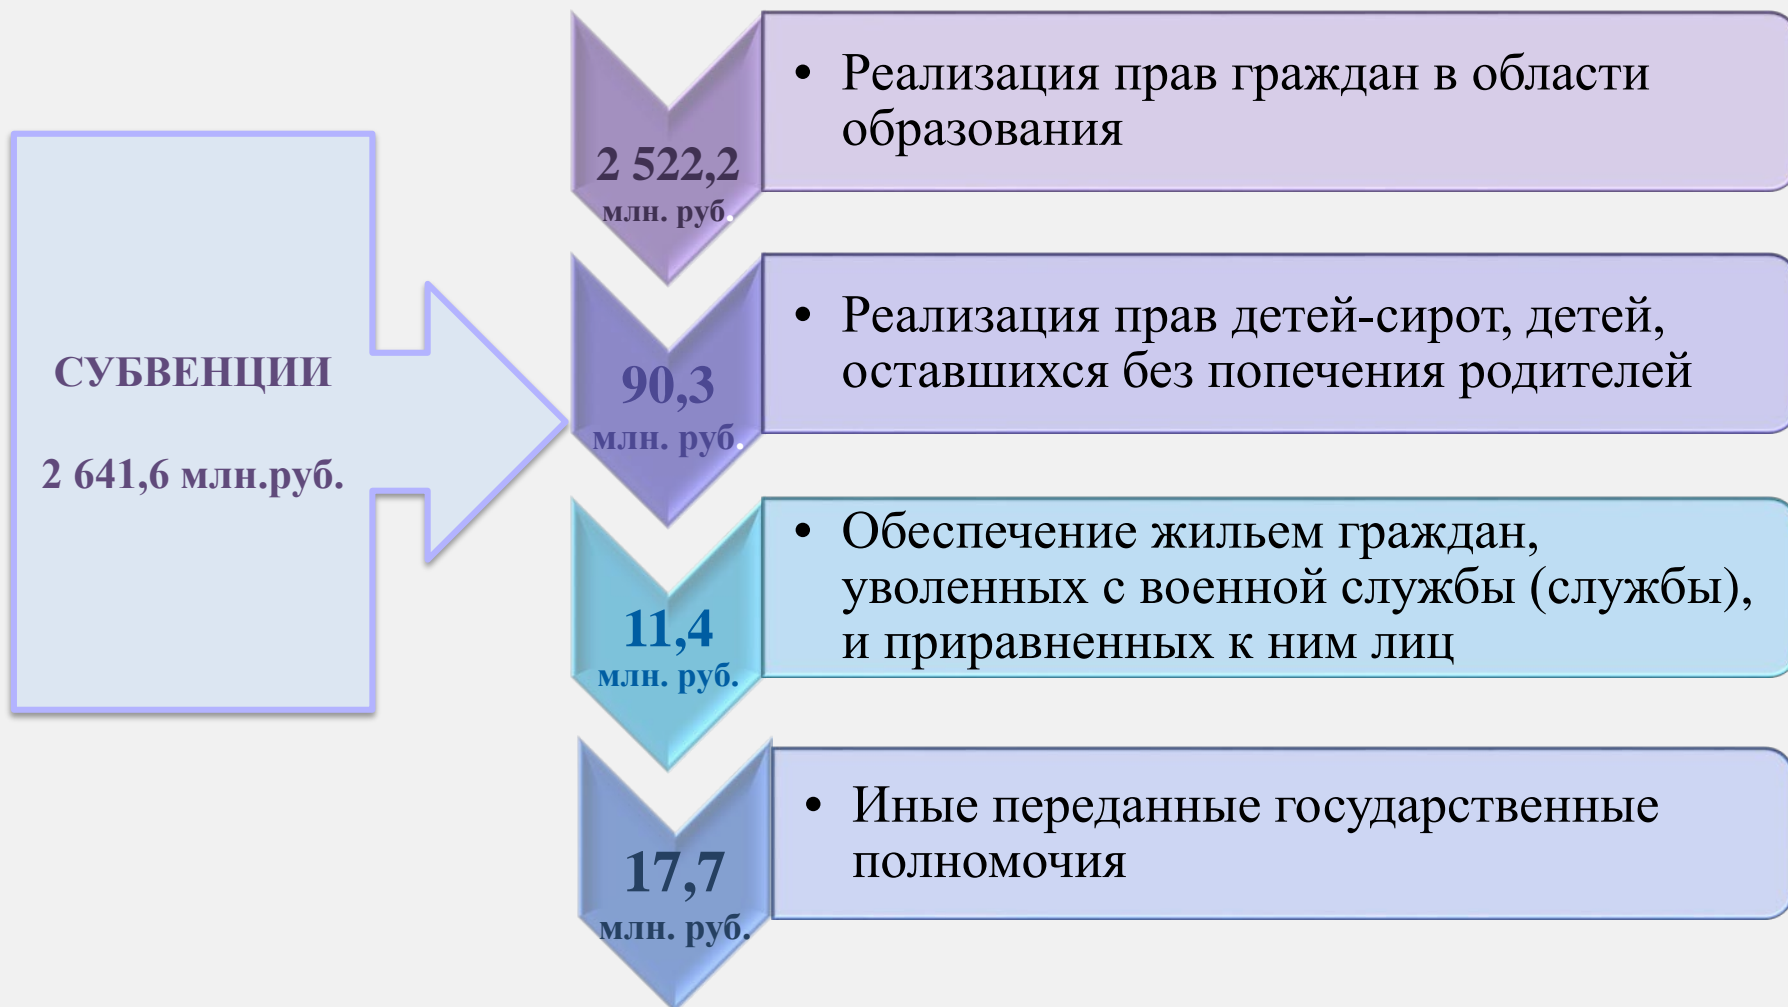 СУБВЕНЦИИ
2 641,6 млн.руб.
2 522,2
млн. руб.
• Реализация прав граждан в области
образования
90,3
млн. руб.
• Реализация прав детей-сирот, детей,
оставшихся без попечения родителей
11,4
млн. руб.
• Обеспечение жильем граждан,
уволенных с военной службы (службы),
и приравненных к ним лиц
17,7
млн. руб.
• Иные переданные государственные
полномочия